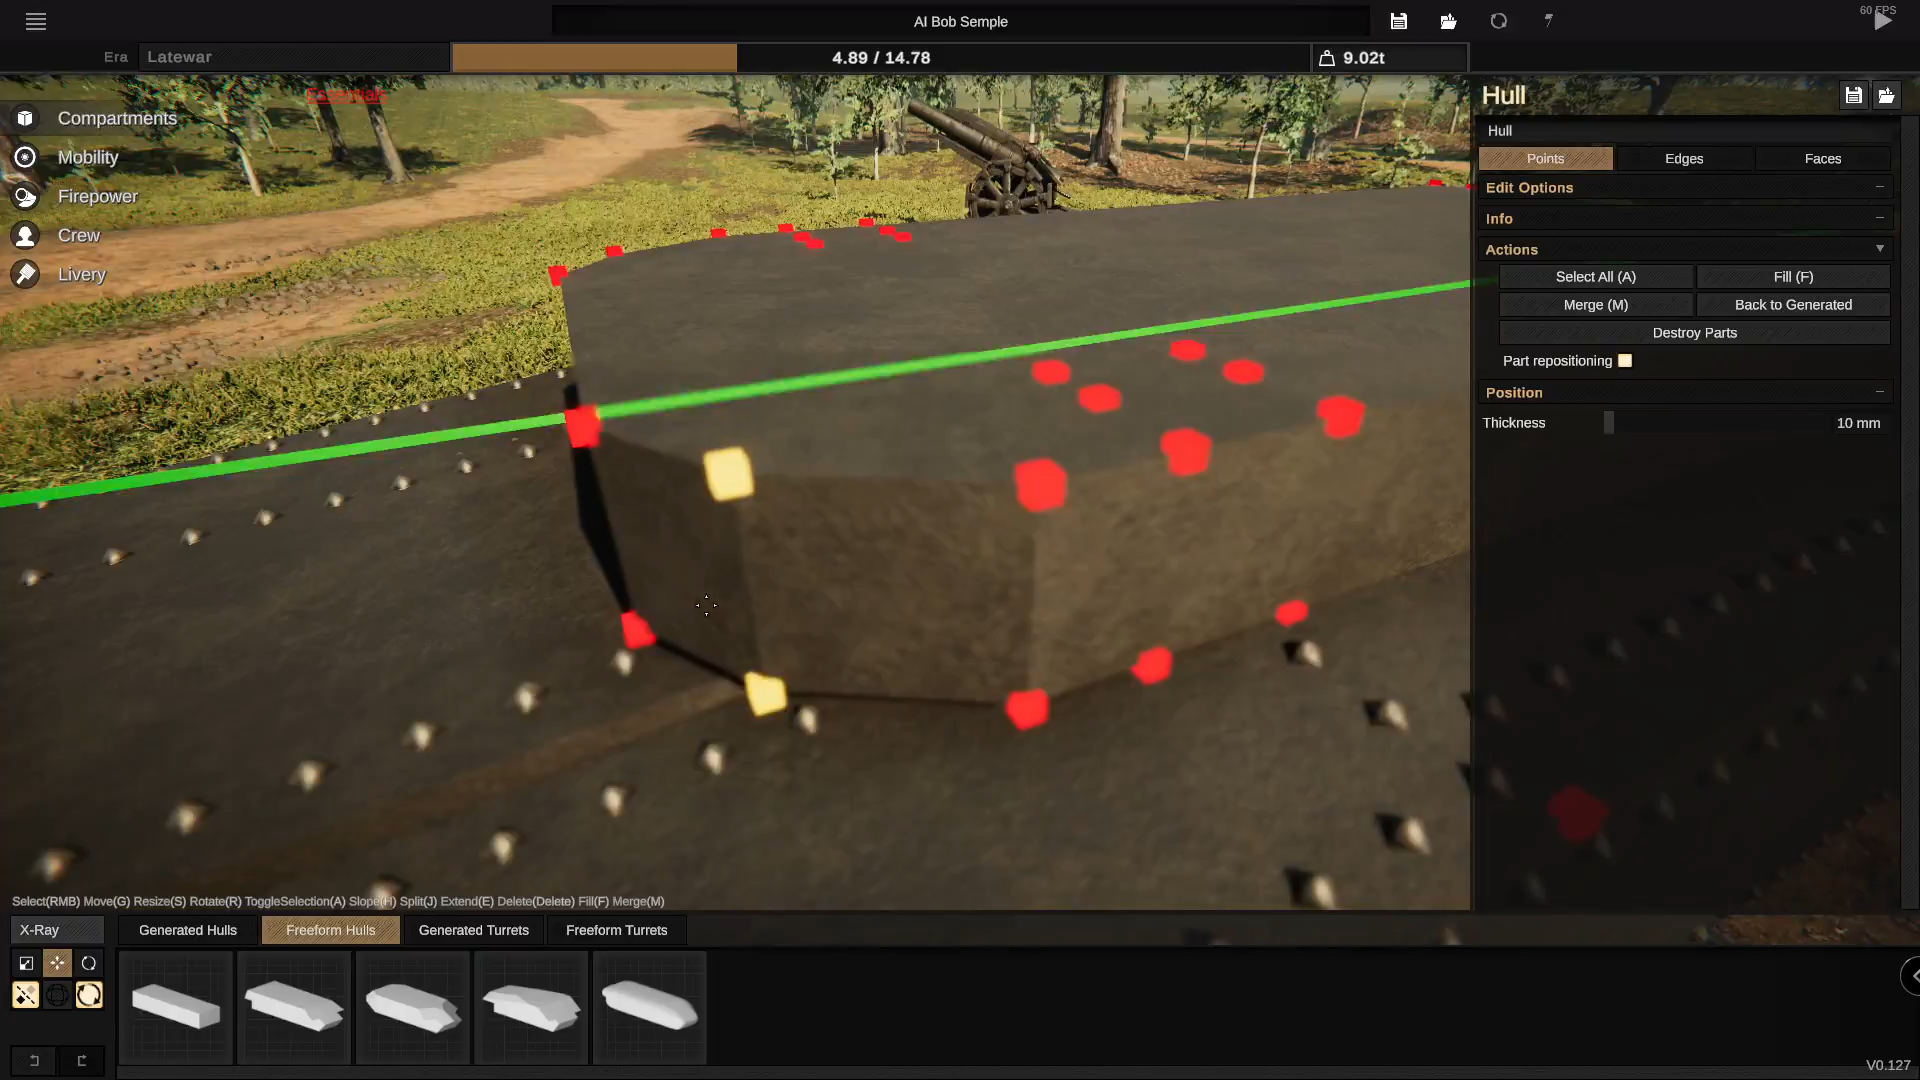 AI Bob Semple
60 FPS
Era
Latewar
4.89 / 14.78
9.02t
Essentials
Compartments
Mobility
Firepower
Crew
Livery
Hull
Hull
Points Edges Faces
Edit Options
Info
Actions
Select All (A) Fill (F)
Merge (M) Back to Generated
Destroy Parts
Part repositioning
Position
Thickness 10 mm
Select(RMB) Move(G) Resize(S) Rotate(R) ToggleSelection(A) Slope(H) Split(J) Extend(E) Delete(Delete) Fill(F) Merge(M)
X-Ray
Generated Hulls Freeform Hulls Generated Turrets Freeform Turrets
V0.127